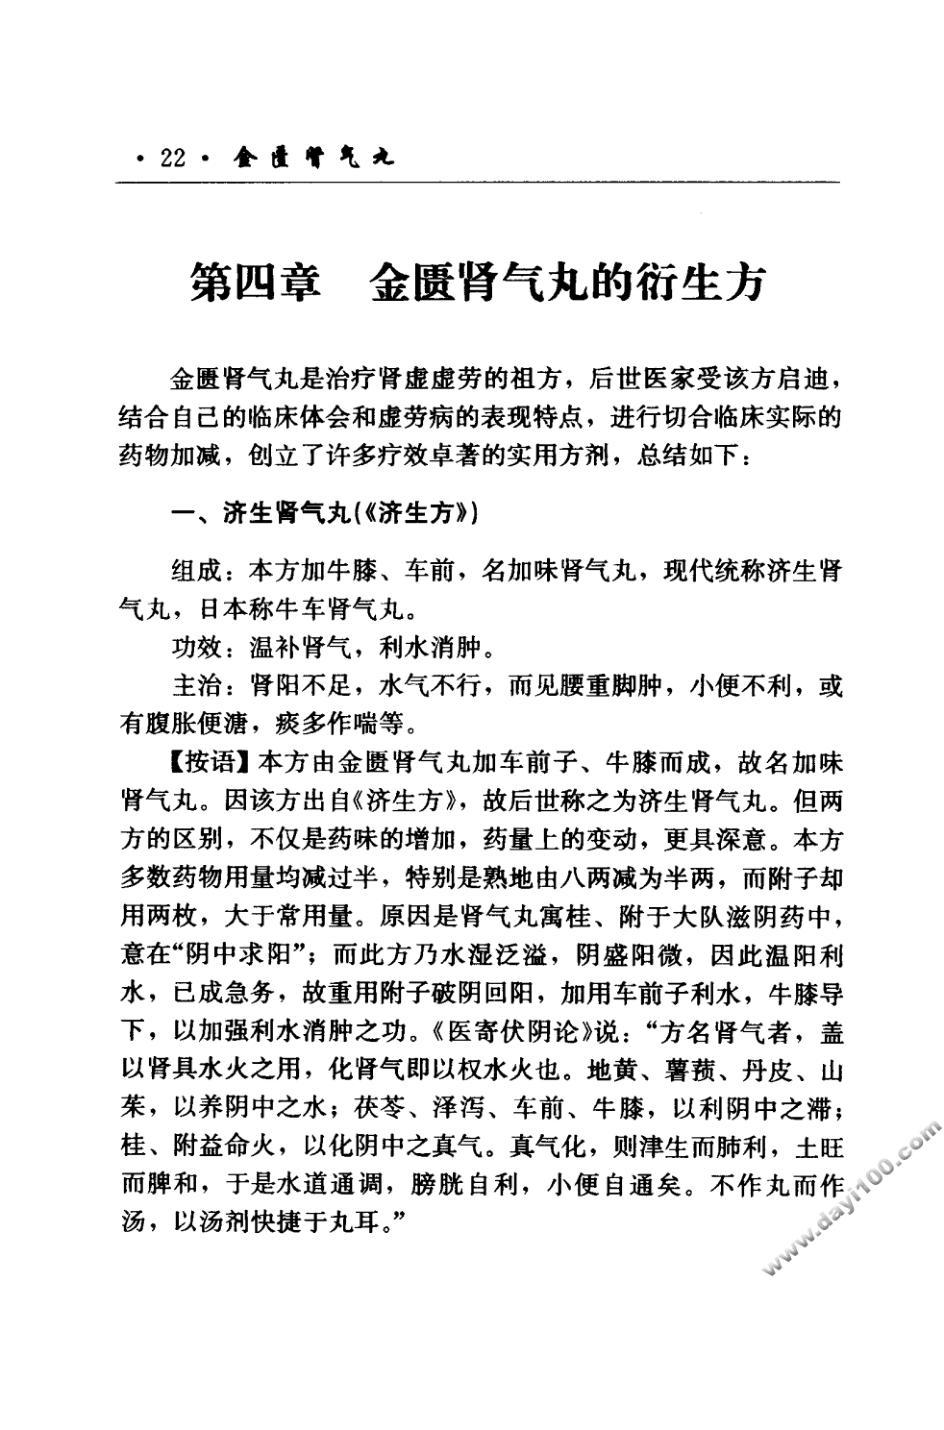 ·22· 金匮肾气丸
第四章 金匮肾气丸的衍生方
金匮肾气丸是治疗肾虚虚劳的祖方，后世医家受该方启迪，
结合自己的临床体会和虚劳病的表现特点，进行切合临床实际的
药物加减，创立了许多疗效卓著的实用方剂，总结如下：
一、济生肾气丸(《济生方》)
组成：本方加牛膝、车前，名加味肾气丸，现代统称济生肾
气丸，日本称牛车肾气丸。
功效：温补肾气，利水消肿。
主治：肾阳不足，水气不行，而见腰重脚肿，小便不利，或
有腹胀便溏，痰多作喘等。
【按语】本方由金匮肾气丸加车前子、牛膝而成，故名加味
肾气丸。因该方出自《济生方》，故后世称之为济生肾气丸。但两
方的区别，不仅是药味的增加，药量上的变动，更具深意。本方
多数药物用量均减过半，特别是熟地由八两减为半两，而附子却
用两枚，大于常用量。原因是肾气丸寓桂、附于大队滋阴药中，
意在“阴中求阳”；而此方乃水湿泛溢，阴盛阳微，因此温阳利
水，已成急务，故重用附子破阴回阳，加用车前子利水，牛膝导
下，以加强利水消肿之功。《医寄伏阴论》说：“方名肾气者，盖
以肾具水火之用，化肾气即以权水火也。地黄、薯蓣、丹皮、山
茱，以养阴中之水；茯苓、泽泻、车前、牛膝，以利阴中之滞；
桂、附益命火，以化阴中之真气。真气化，则津生而肺利，土旺
而脾和，于是水道通调，膀胱自利，小便自通矣。不作丸而作
汤，以汤剂快捷于丸耳。”
www.dayi100.com